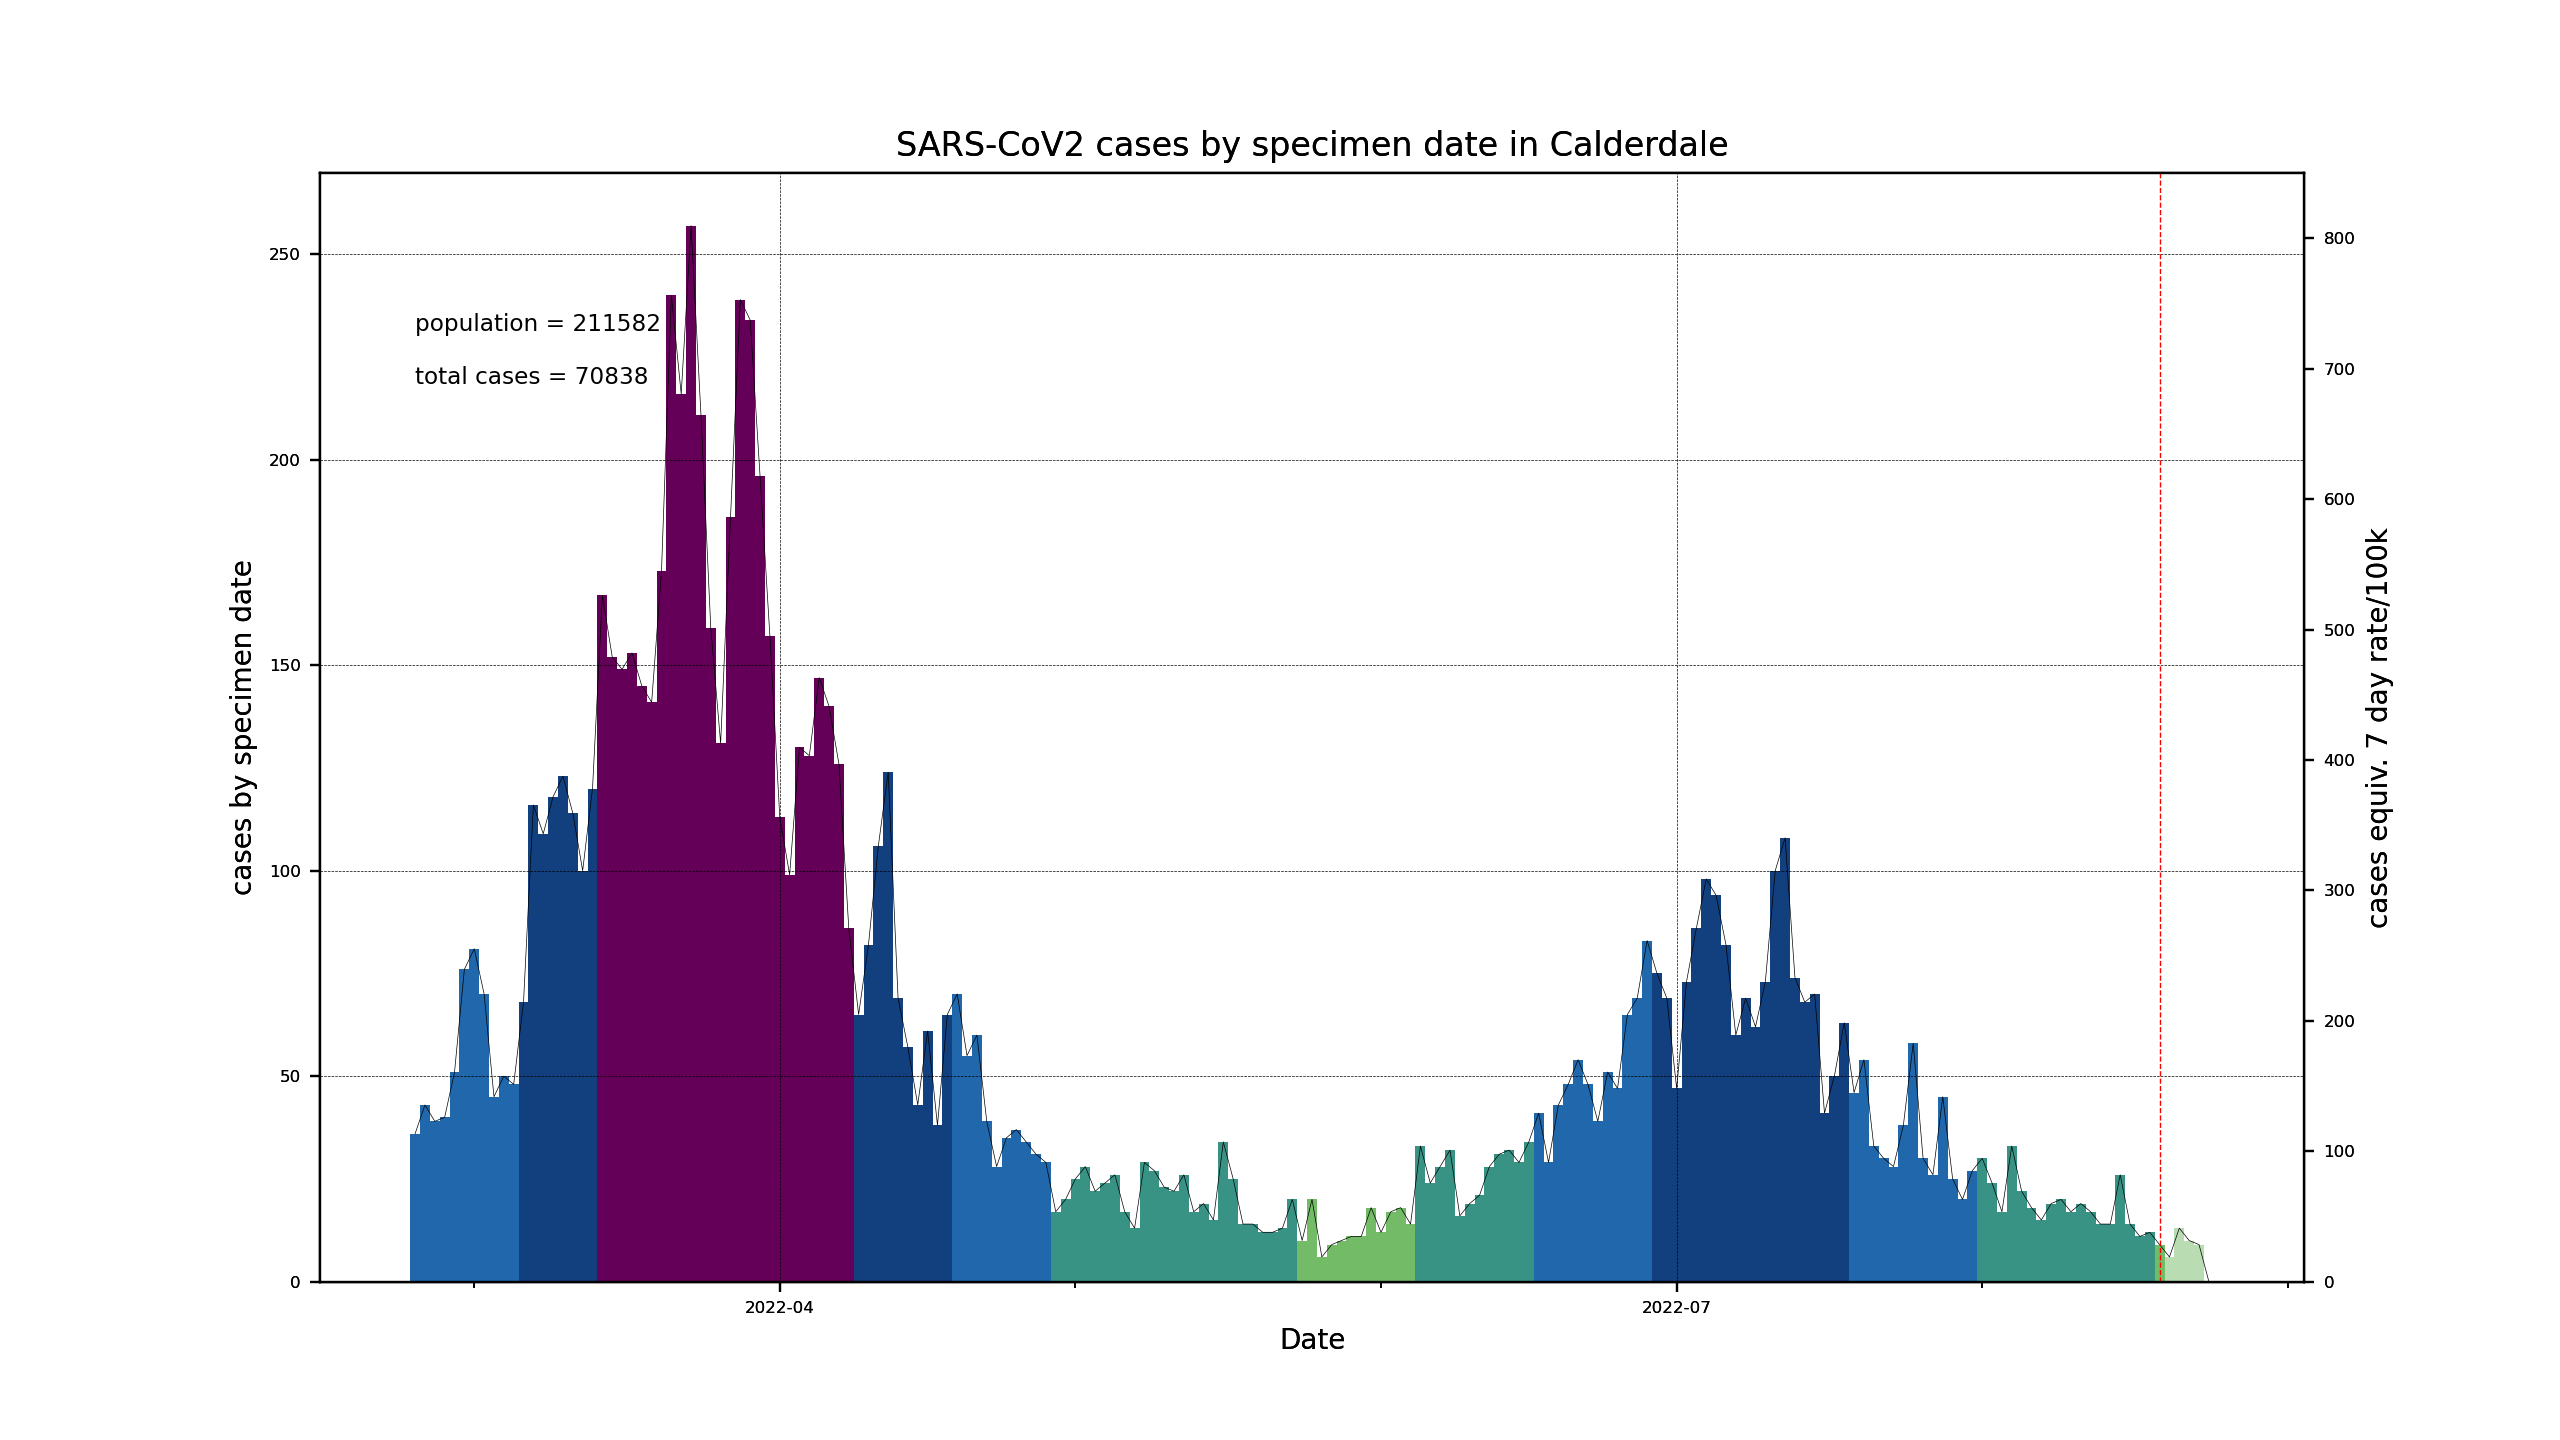 SARS-CoV2 cases by specimen date in Calderdale
population = 211582
total cases = 70838
cases by specimen date
250
200
150
100
50
0
800
700
600
500
400
300
200
100
0
cases equiv. 7 day rate/100k
2022-04
2022-07
Date